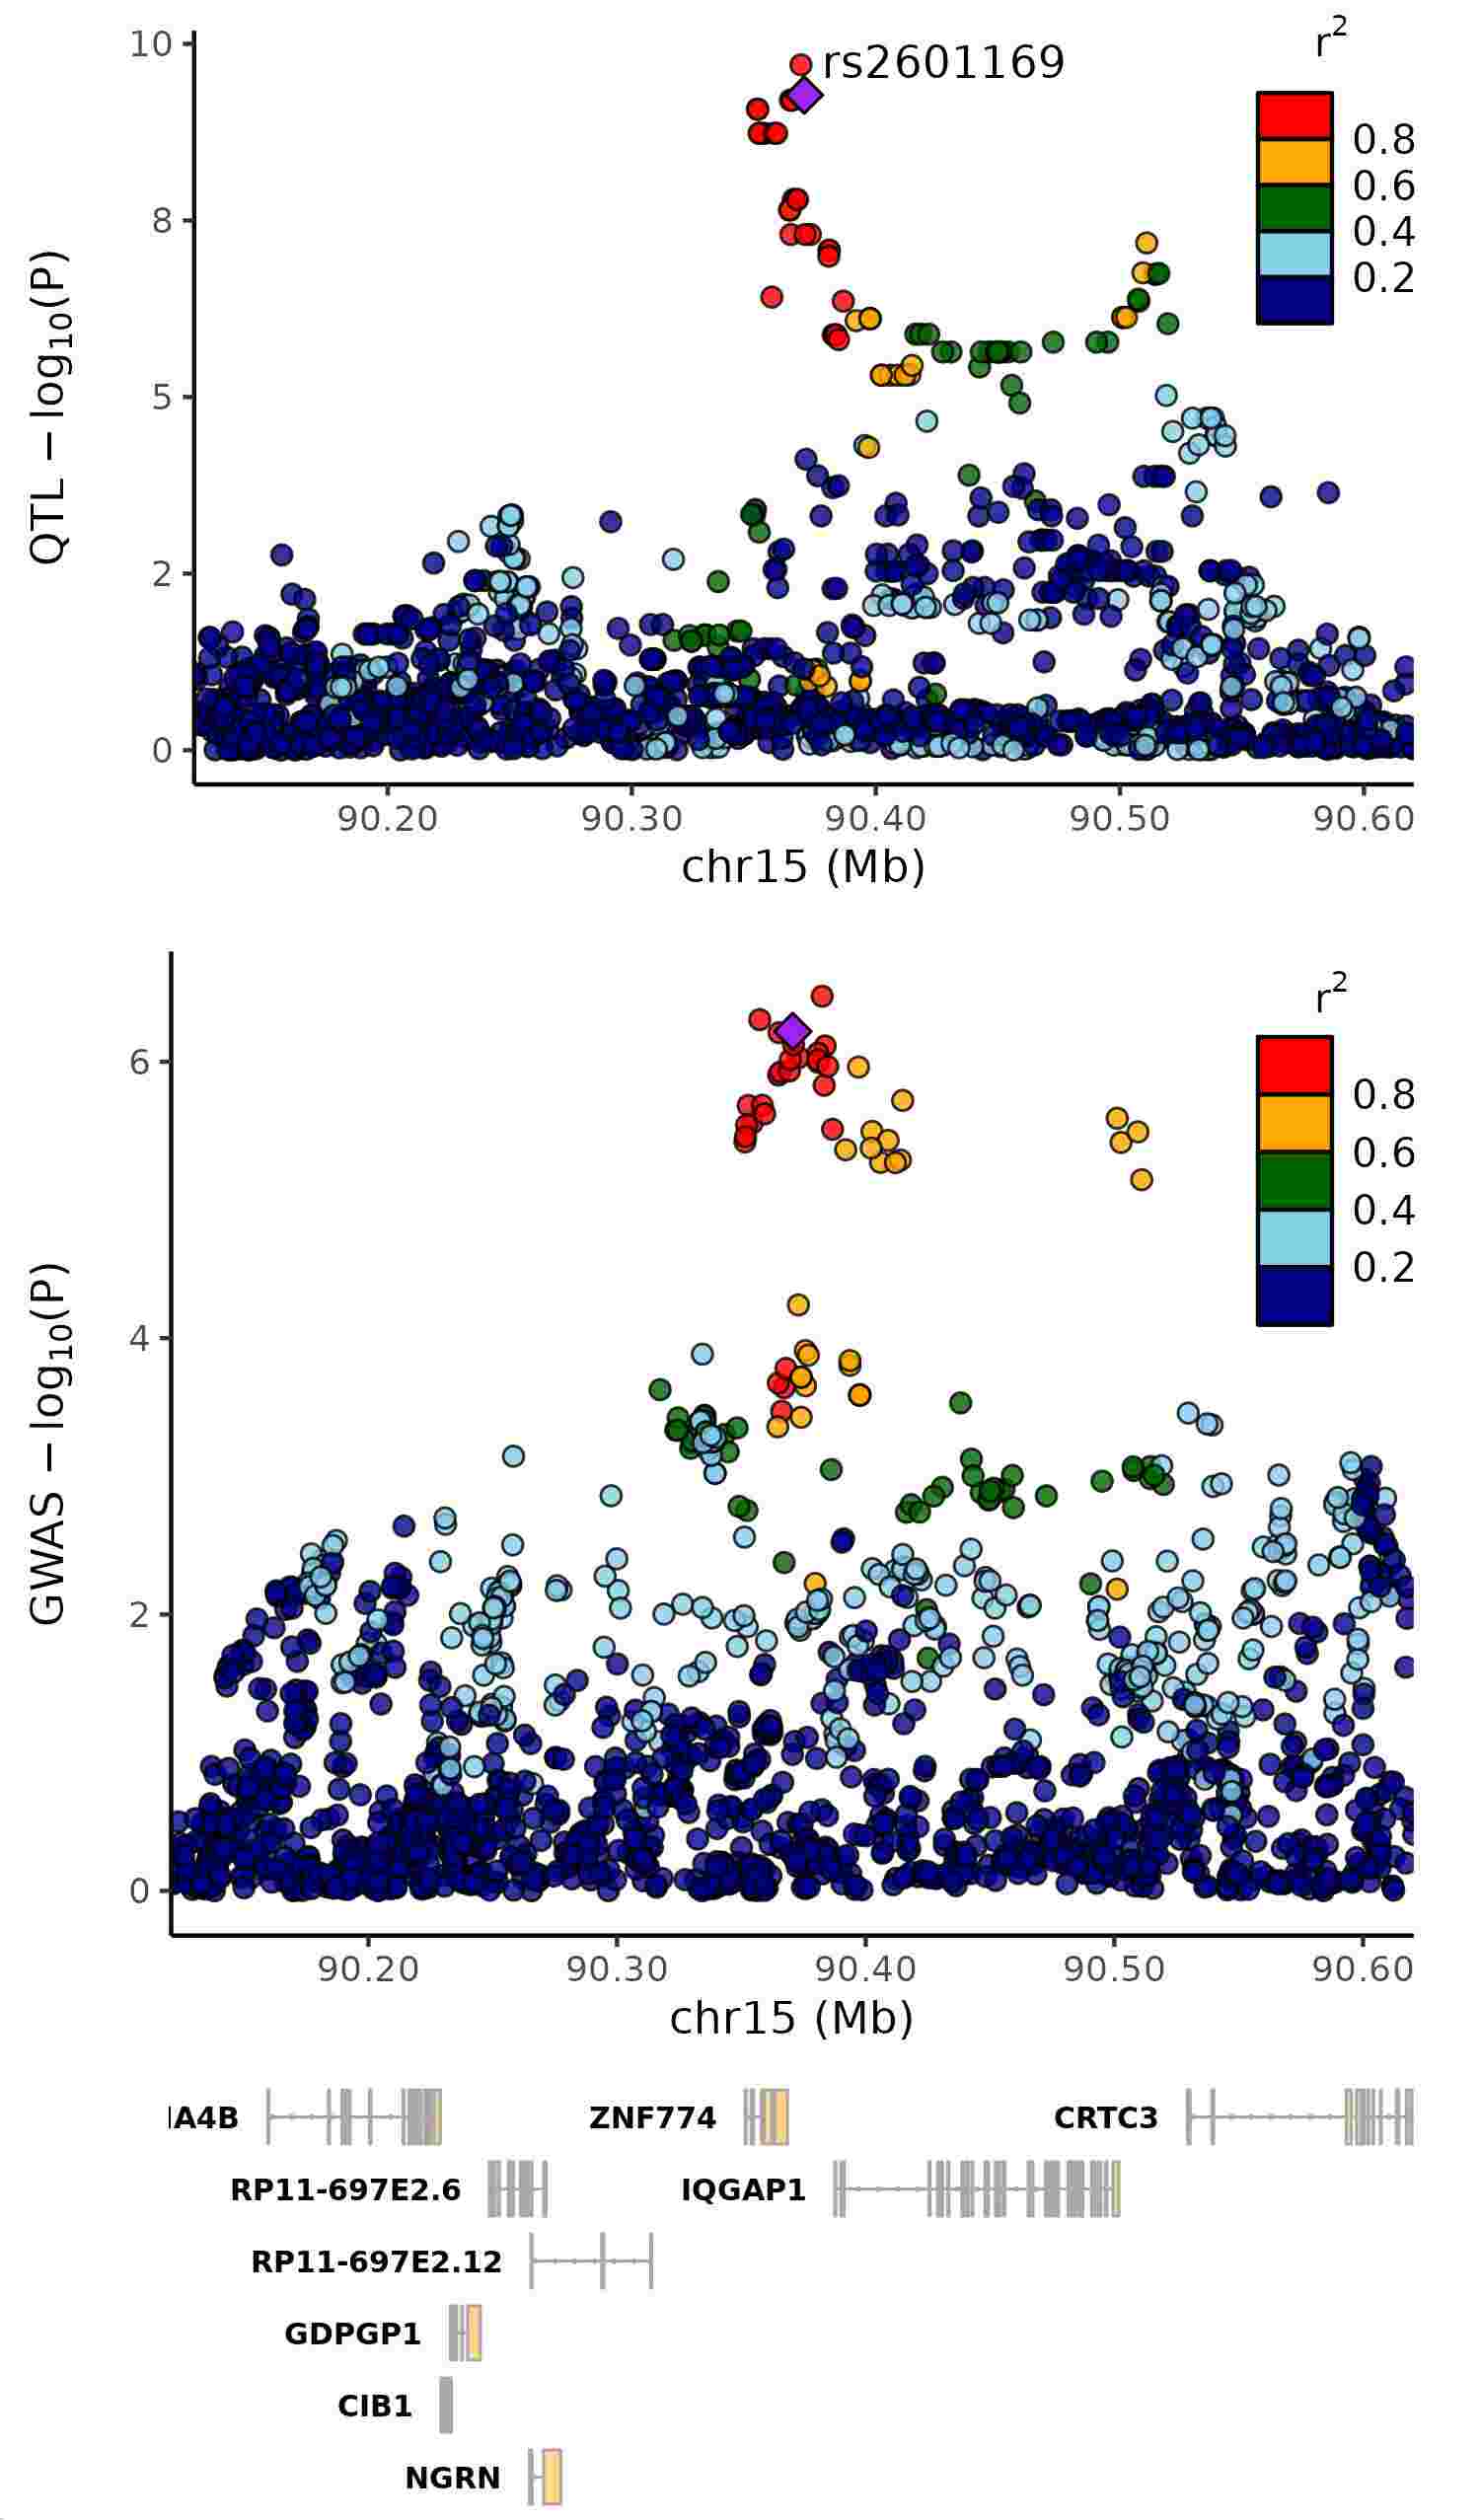 10
8
5
2
0
QTL −log10(P)
rs2601169
r2
0.8
0.6
0.4
0.2
90.20 90.30 90.40 90.50 90.60
chr15 (Mb)
6
4
2
0
GWAS −log10(P)
r2
0.8
0.6
0.4
0.2
90.20 90.30 90.40 90.50 90.60
chr15 (Mb)
A4B ZNF774 CRTC3
RP11-697E2.6 IQGAP1
RP11-697E2.12
GDPGP1
CIB1
NGRN